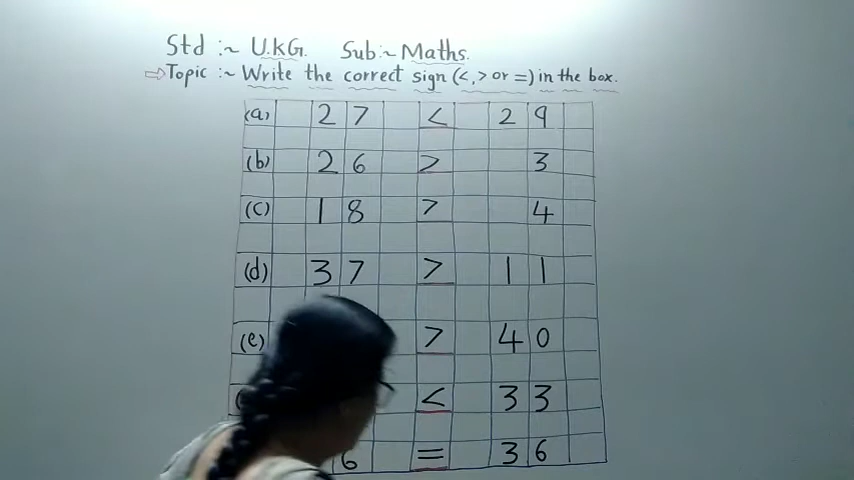 Std :~ U.K.G. Sub:~ Maths.
⇨ Topic :~ Write the correct sign (<, > or =) in the box.
(a) 2 7 < 2 9
(b) 2 6 > 3
(c) 1 8 > 4
(d) 3 7 > 1 1
(e) > 4 0
< 3 3
6 = 3 6